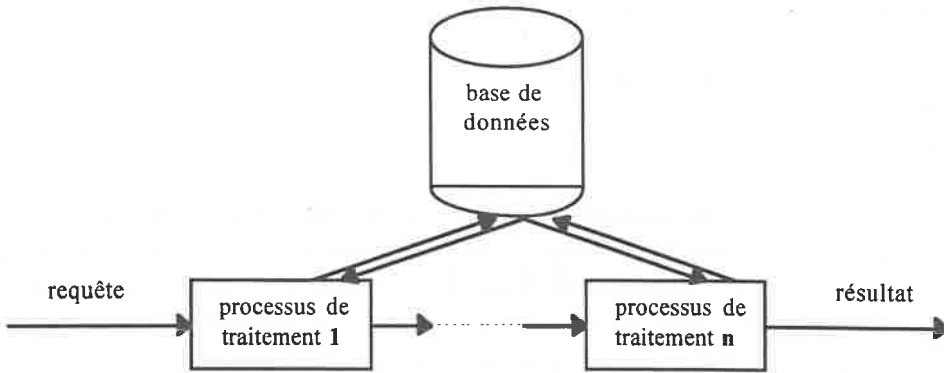 base de
données
requête
processus de
traitement 1
processus de
traitement n
résultat